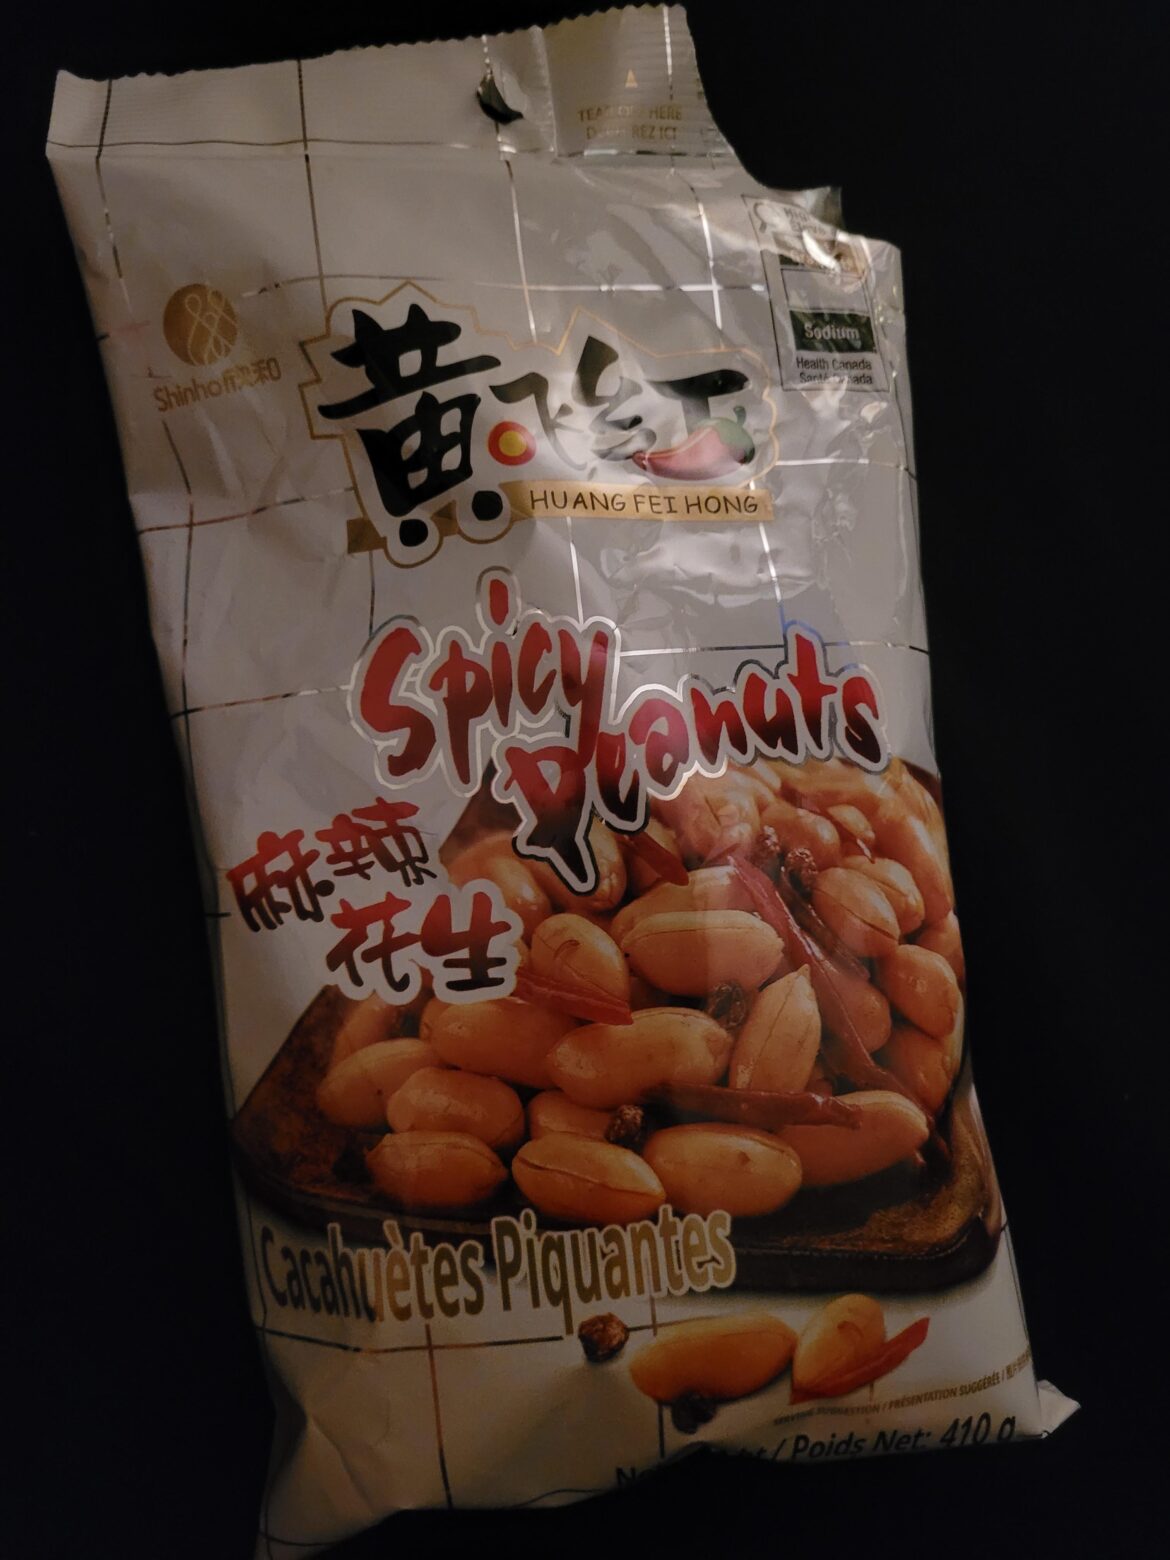 TEAR
HERE
REZ ICI
Sodium
Health Canada
Santé Canada
Shinho欣和
黄飞红
HUANG FEI HONG
Spicy
Peanuts
麻辣
花生
Cacahuètes Piquantes
SERVING SUGGESTION / PRÉSENTATION SUGGÉRÉE /
/ Poids Net: 410 g